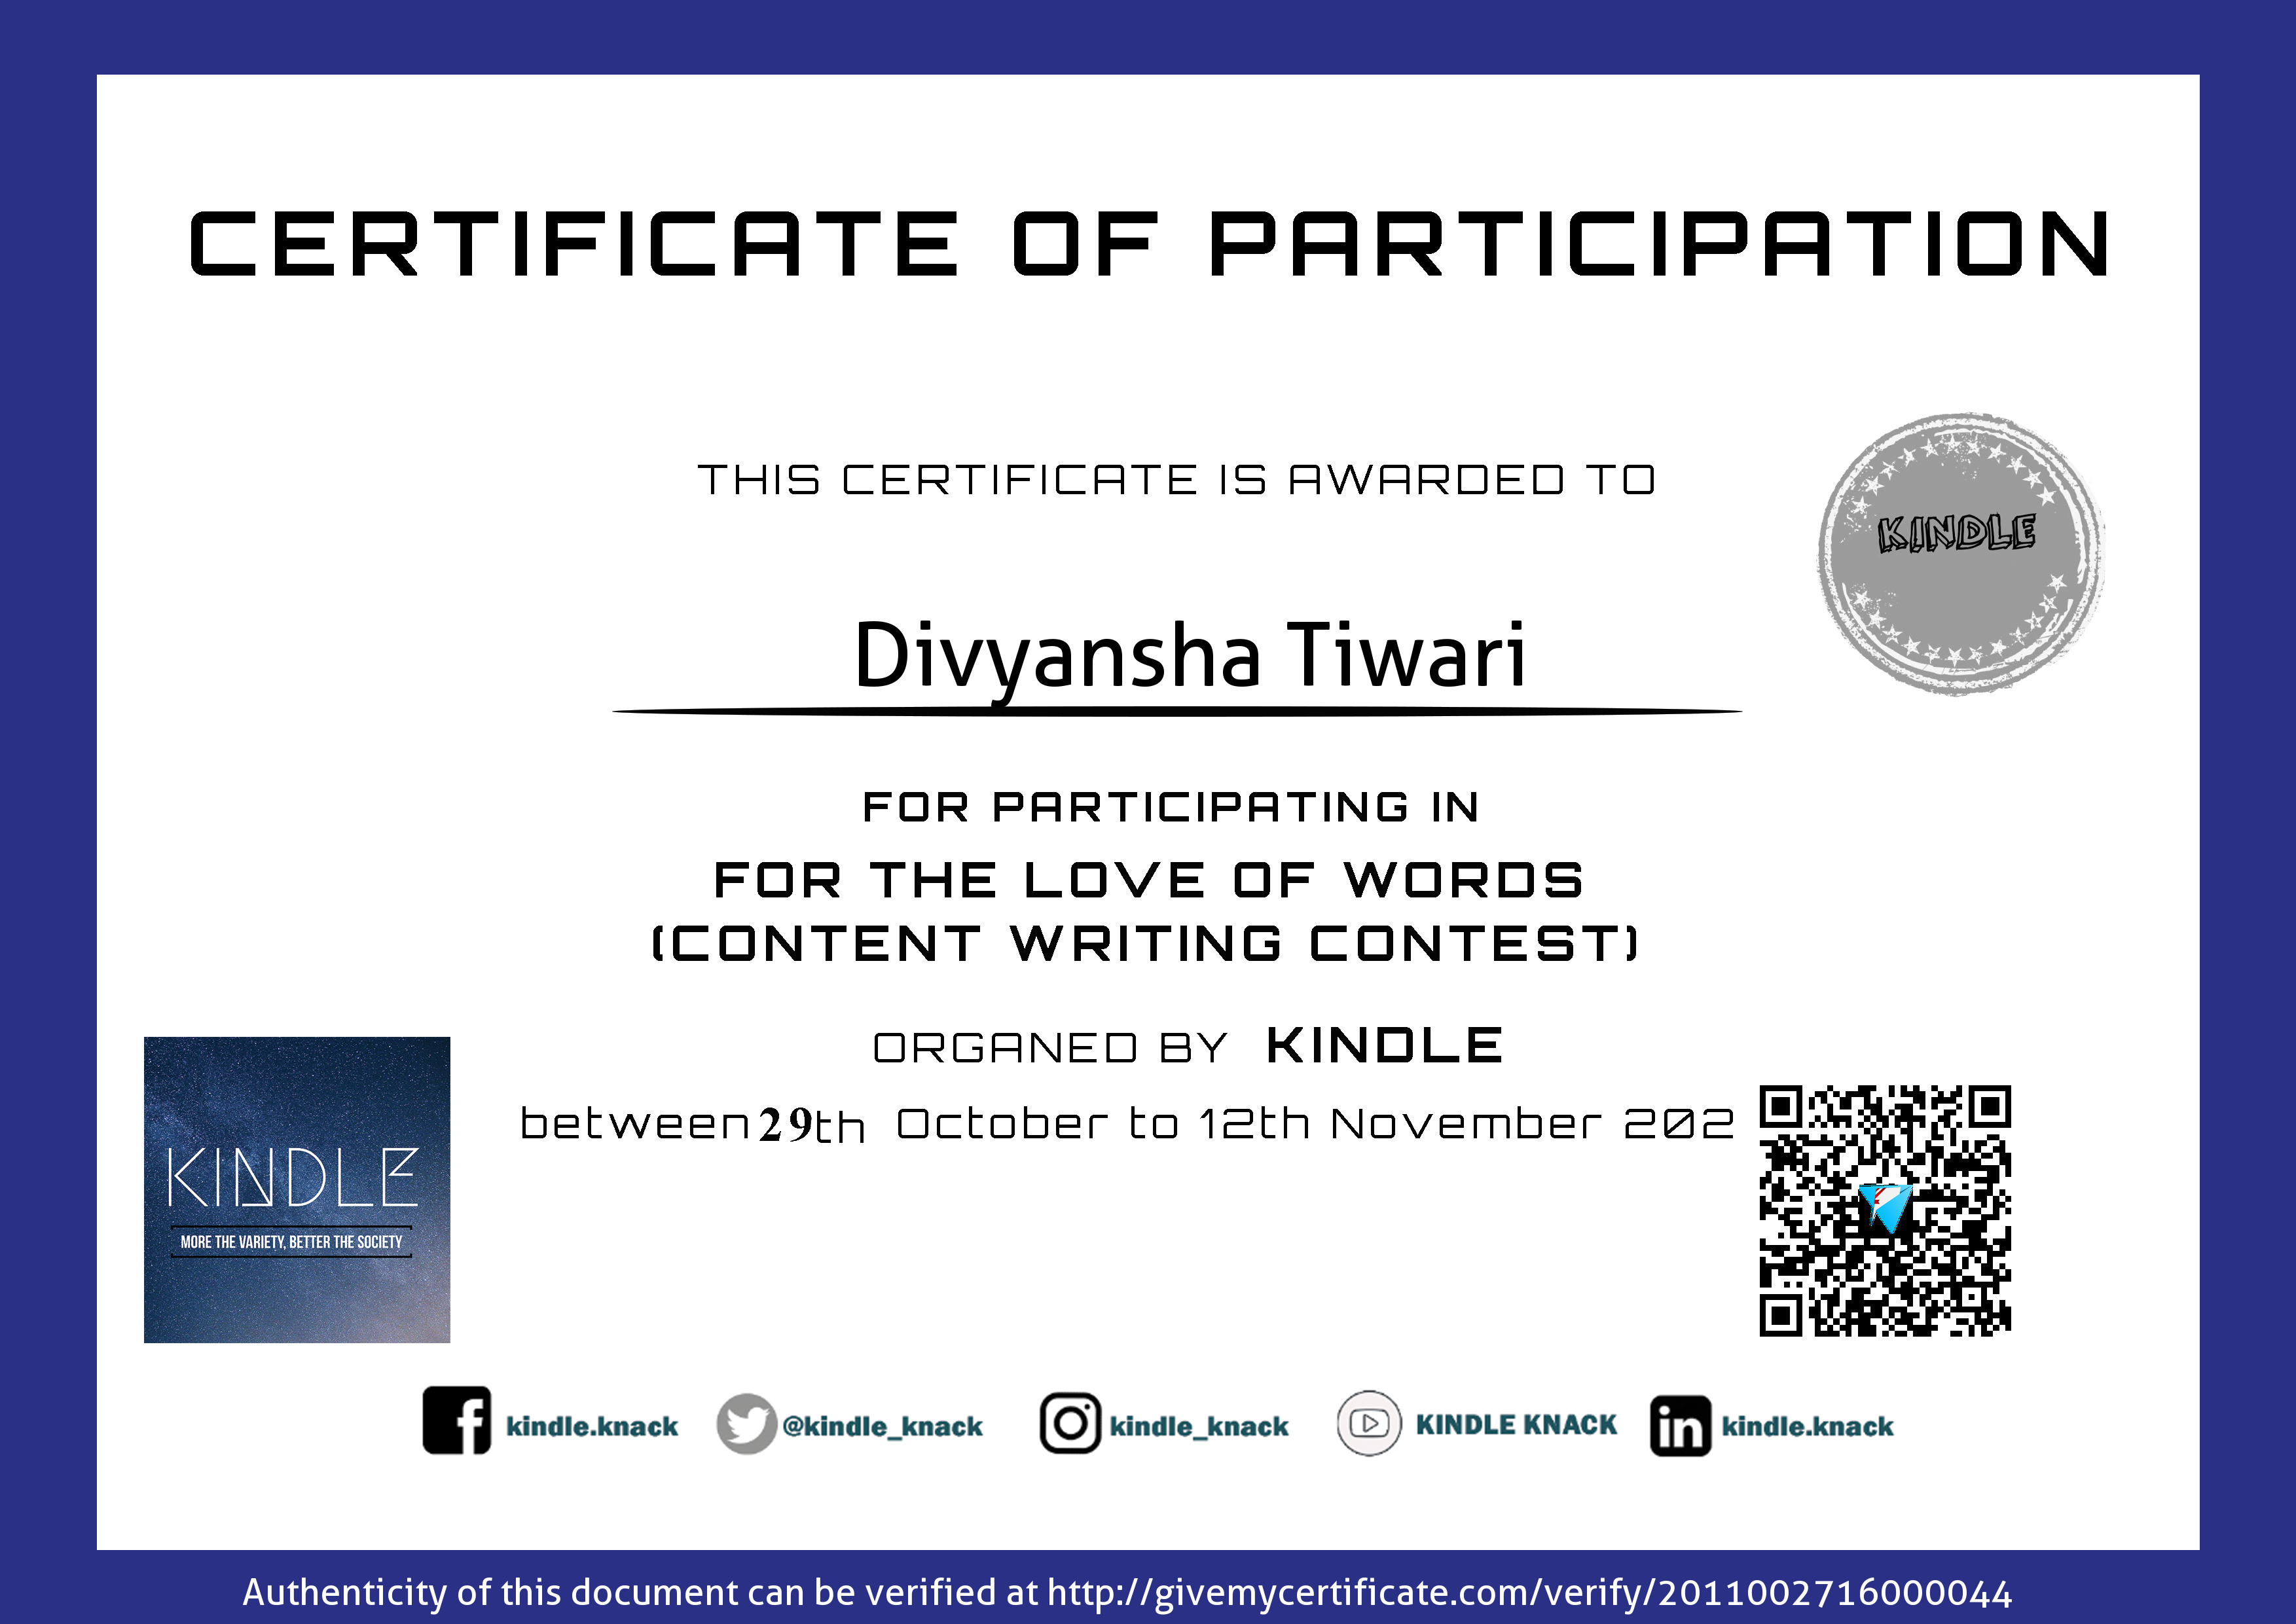 CERTIFICATE OF PARTICIPATION
THIS CERTIFICATE IS AWARDED TO
KINDLE
Divyansha Tiwari
FOR PARTICIPATING IN
FOR THE LOVE OF WORDS
(CONTENT WRITING CONTEST)
ORGANED BY KINDLE
between 29th October to 12th November 202
KINDLE
MORE THE VARIETY, BETTER THE SOCIETY
kindle.knack @kindle_knack kindle_knack KINDLE KNACK kindle.knack
Authenticity of this document can be verified at http://givemycertificate.com/verify/2011002716000044